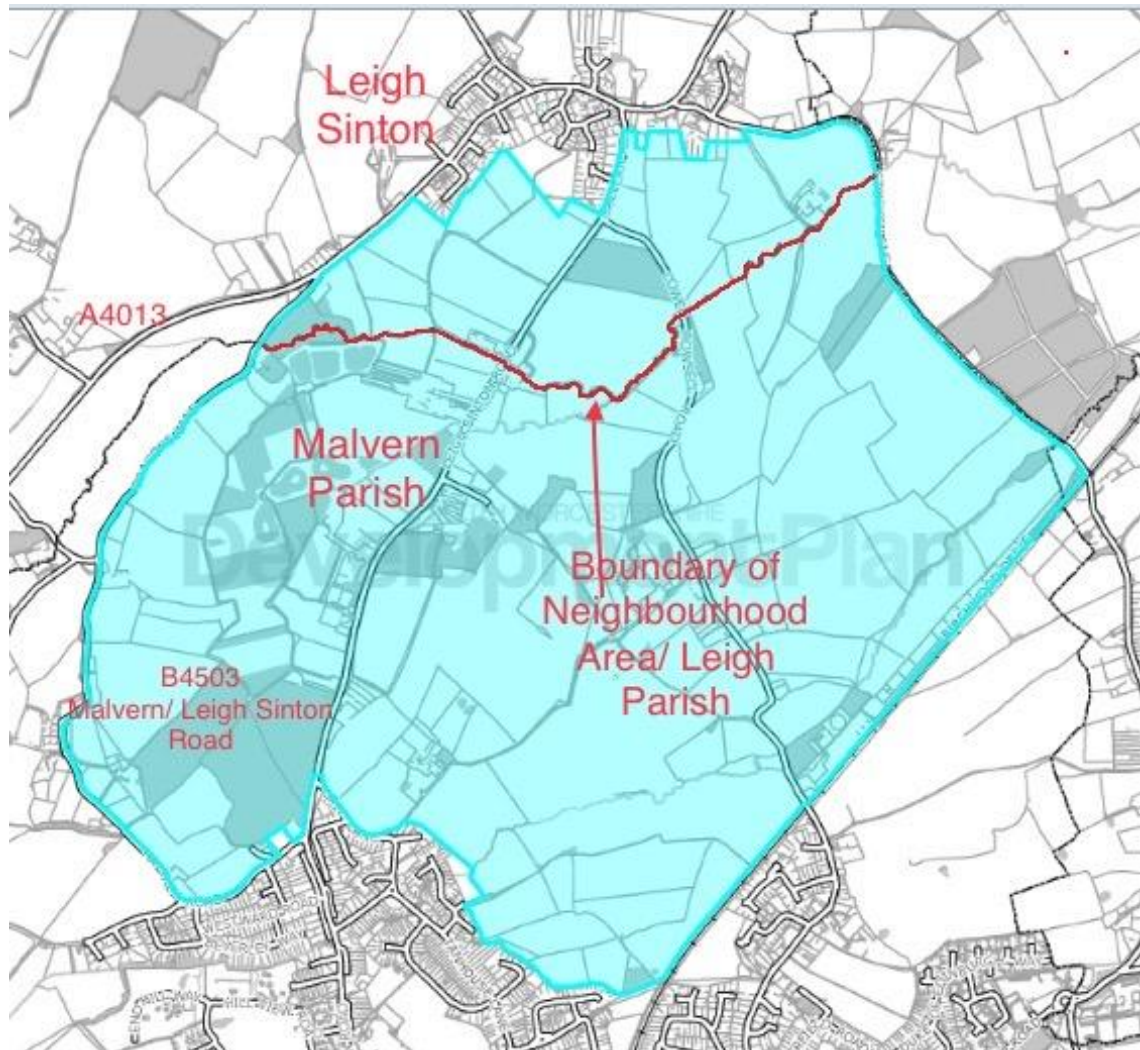 Leigh
Sinton
A4013
Malvern
Parish
Development Plan
Boundary of
Neighbourhood
Area/ Leigh
Parish
B4503
Malvern/ Leigh Sinton
Road